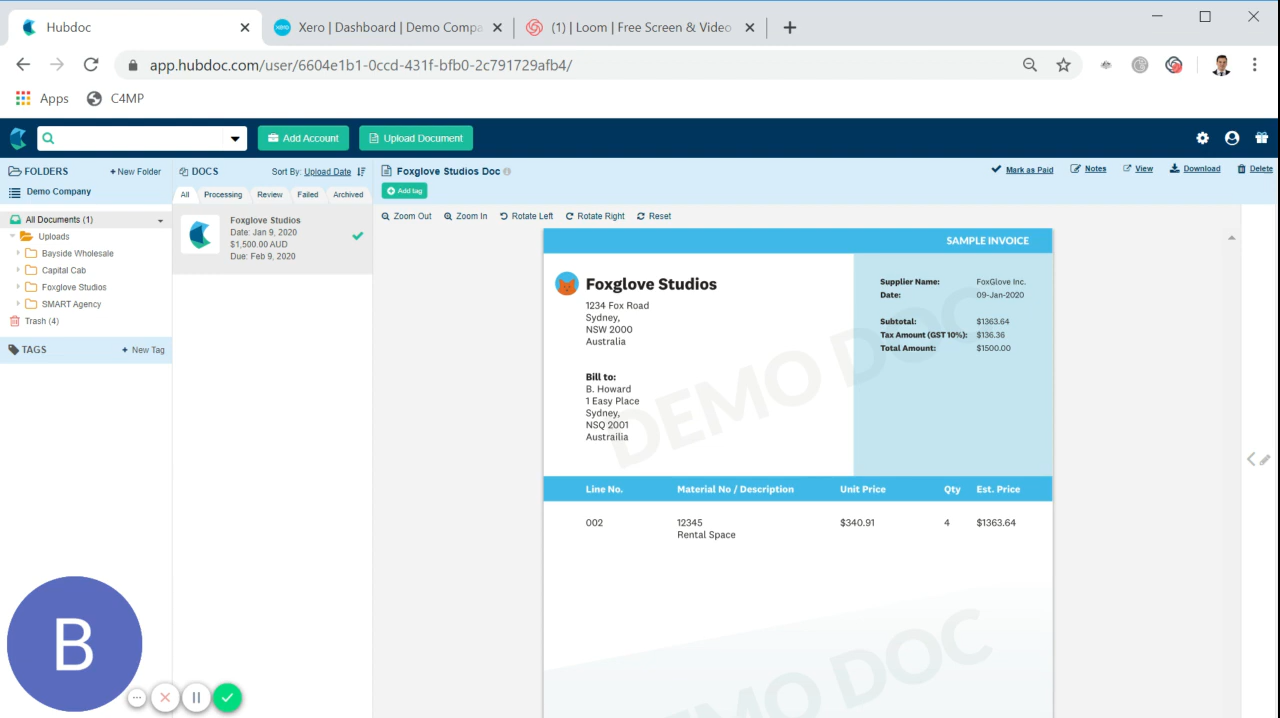 Hubdoc
Xero | Dashboard | Demo Compa
(1) | Loom | Free Screen & Video
app.hubdoc.com/user/6604e1b1-0ccd-431f-bfb0-2c791729afb4/
Apps
C4MP
Add Account
Upload Document
FOLDERS
+ New Folder
Demo Company
All Documents (1)
Uploads
Bayside Wholesale
Capital Cab
Foxglove Studios
SMART Agency
Trash (4)
TAGS
+ New Tag
DOCS
Sort By: Upload Date
All
Processing
Review
Failed
Archived
Foxglove Studios
Date: Jan 9, 2020
$1,500.00 AUD
Due: Feb 9, 2020
Foxglove Studios Doc
Mark as Paid
Notes
View
Download
Delete
Add tag
Zoom Out
Zoom In
Rotate Left
Rotate Right
Reset
SAMPLE INVOICE
Foxglove Studios
1234 Fox Road
Sydney,
NSW 2000
Australia
Bill to:
B. Howard
1 Easy Place
Sydney,
NSQ 2001
Austrailia
Supplier Name: FoxGlove Inc.
Date: 09-Jan-2020
Subtotal: $1363.64
Tax Amount (GST 10%): $136.36
Total Amount: $1500.00
DEMO DOC
Line No. Material No / Description Unit Price Qty Est. Price
002 12345 $340.91 4 $1363.64
Rental Space
DEMO DOC
B